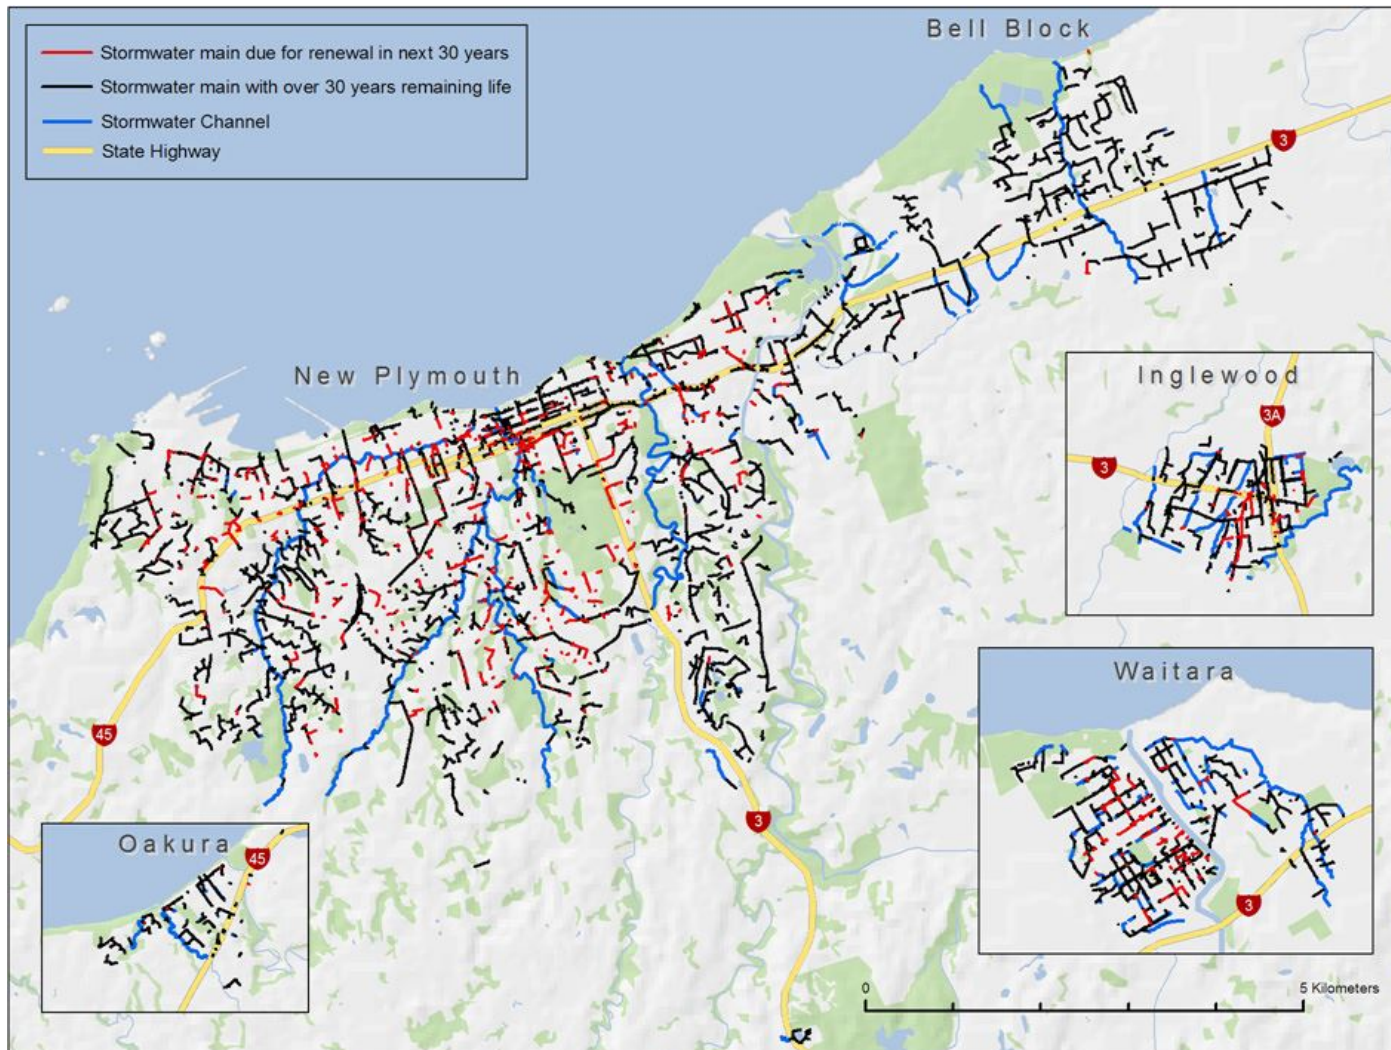 Bell Block
Stormwater main due for renewal in next 30 years
Stormwater main with over 30 years remaining life
Stormwater Channel
State Highway
3
New Plymouth
Inglewood
3A
3
Waitara
45
3
Oakura
45
3
0
5 Kilometers